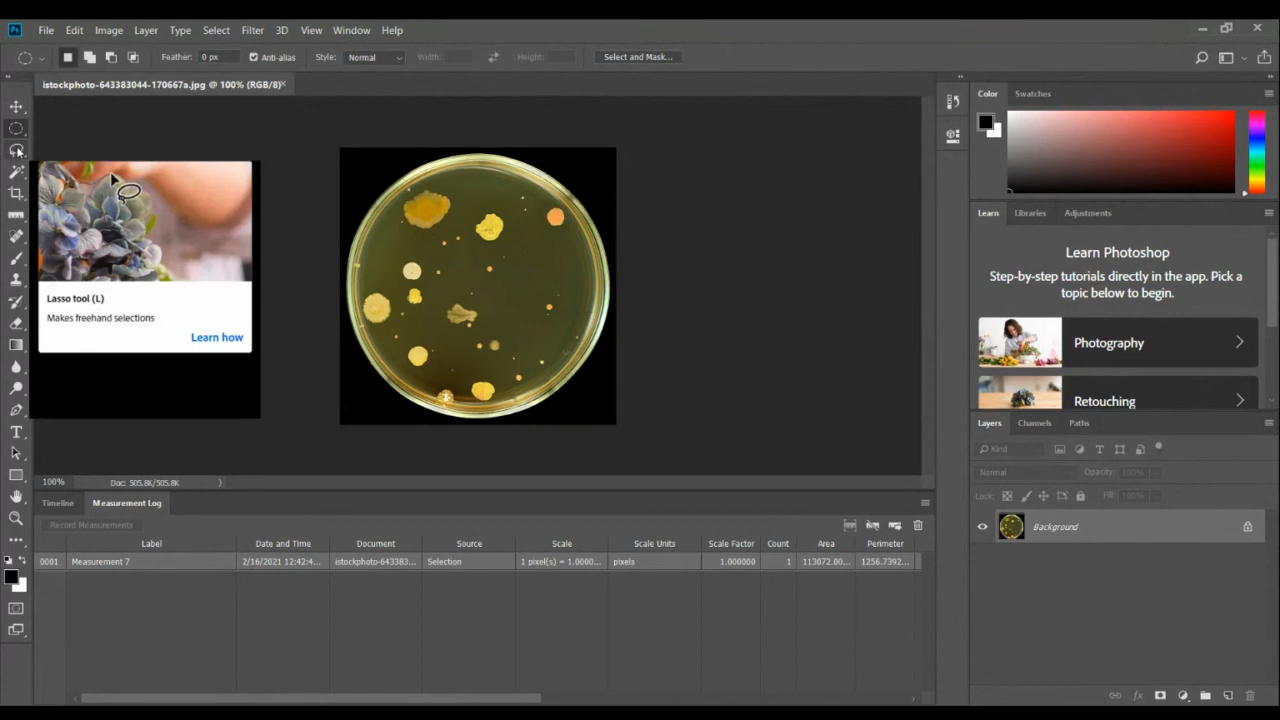 Ps File Edit Image Layer Type Select Filter 3D View Window Help
Feather: 0 px Anti-alias Style: Normal Width: Height: Select and Mask...
istockphoto-643383044-170667a.jpg @ 100% (RGB/8)
Color Swatches
Lasso tool (L)
Makes freehand selections
Learn how
Learn Libraries Adjustments
Learn Photoshop
Step-by-step tutorials directly in the app. Pick a
topic below to begin.
Photography
Retouching
Layers Channels Paths
Kind
Normal Opacity: 100%
Lock: Fill: 100%
Background
100% Doc: 505.8K/505.8K
Timeline Measurement Log
Record Measurements
Label Date and Time Document Source Scale Scale Units Scale Factor Count Area Perimeter
0001 Measurement 7 2/16/2021 12:42:4... istockphoto-643383... Selection 1 pixel(s) = 1.0000... pixels 1.000000 1 113072.00... 1256.7392...